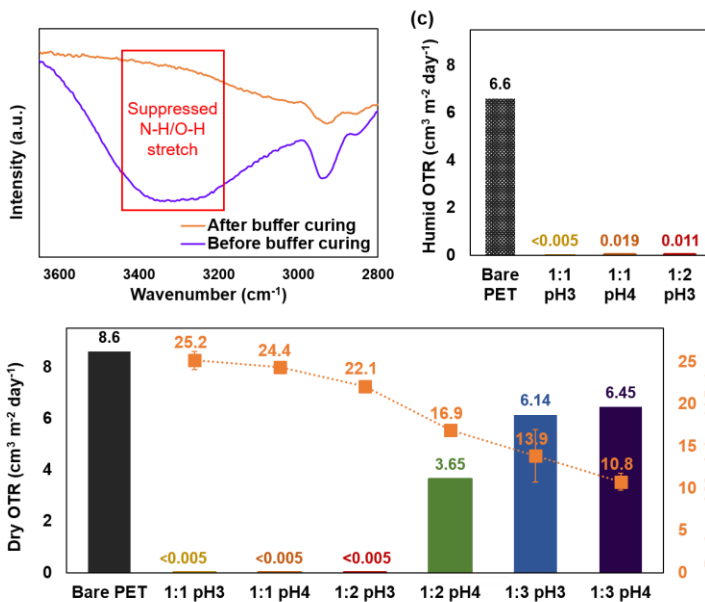 (c)
Intensity (a.u.)
Suppressed
N-H/O-H
stretch
After buffer curing
Before buffer curing
3600
3400
3200
3000
2800
Wavenumber (cm⁻¹)
Humid OTR (cm³ m⁻² day⁻¹)
8
6
4
2
0
6.6
<0.005
0.019
0.011
Bare
PET
1:1
pH3
1:1
pH4
1:2
pH3
Dry OTR (cm³ m⁻² day⁻¹)
8
6
4
2
0
8.6
25.2
24.4
22.1
16.9
13.9
10.8
<0.005
<0.005
<0.005
3.65
6.14
6.45
25
20
15
10
5
0
Bare PET
1:1 pH3
1:1 pH4
1:2 pH3
1:2 pH4
1:3 pH3
1:3 pH4